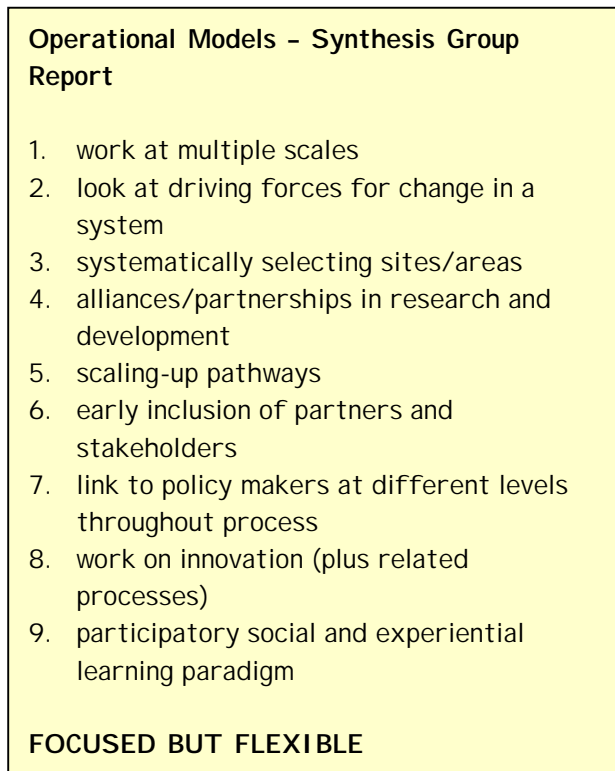 Operational Models – Synthesis Group
Report
1. work at multiple scales
2. look at driving forces for change in a
system
3. systematically selecting sites/areas
4. alliances/partnerships in research and
development
5. scaling-up pathways
6. early inclusion of partners and
stakeholders
7. link to policy makers at different levels
throughout process
8. work on innovation (plus related
processes)
9. participatory social and experiential
learning paradigm
FOCUSED BUT FLEXIBLE